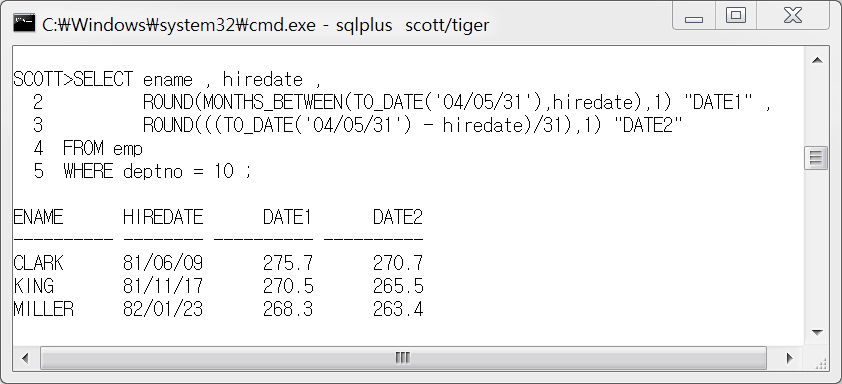 C:₩Windows₩system32₩cmd.exe - sqlplus  scott/tiger
SCOTT>SELECT ename , hiredate ,
  2          ROUND(MONTHS_BETWEEN(TO_DATE('04/05/31'),hiredate),1) "DATE1" ,
  3          ROUND(((TO_DATE('04/05/31') - hiredate)/31),1) "DATE2"
  4  FROM emp
  5  WHERE deptno = 10 ;
ENAME      HIREDATE      DATE1      DATE2
---------- -------- ---------- ----------
CLARK      81/06/09      275.7      270.7
KING       81/11/17      270.5      265.5
MILLER     82/01/23      268.3      263.4